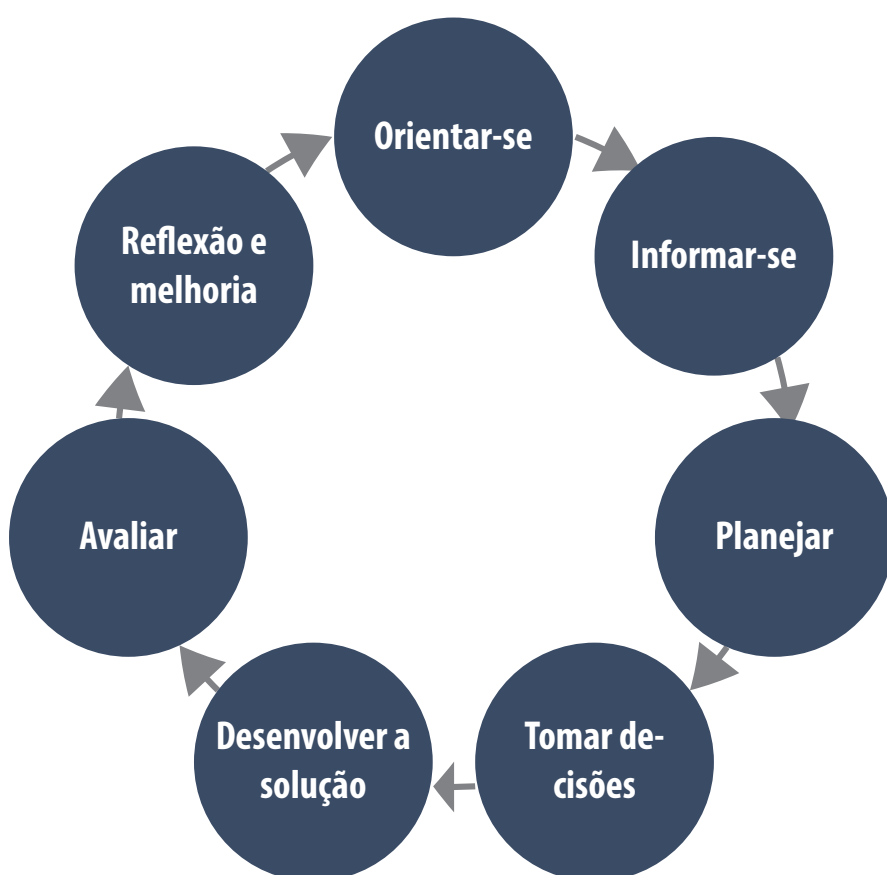 Orientar-se
Informar-se
Planejar
Tomar de-
cisões
Desenvolver a
solução
Avaliar
Reflexão e
melhoria